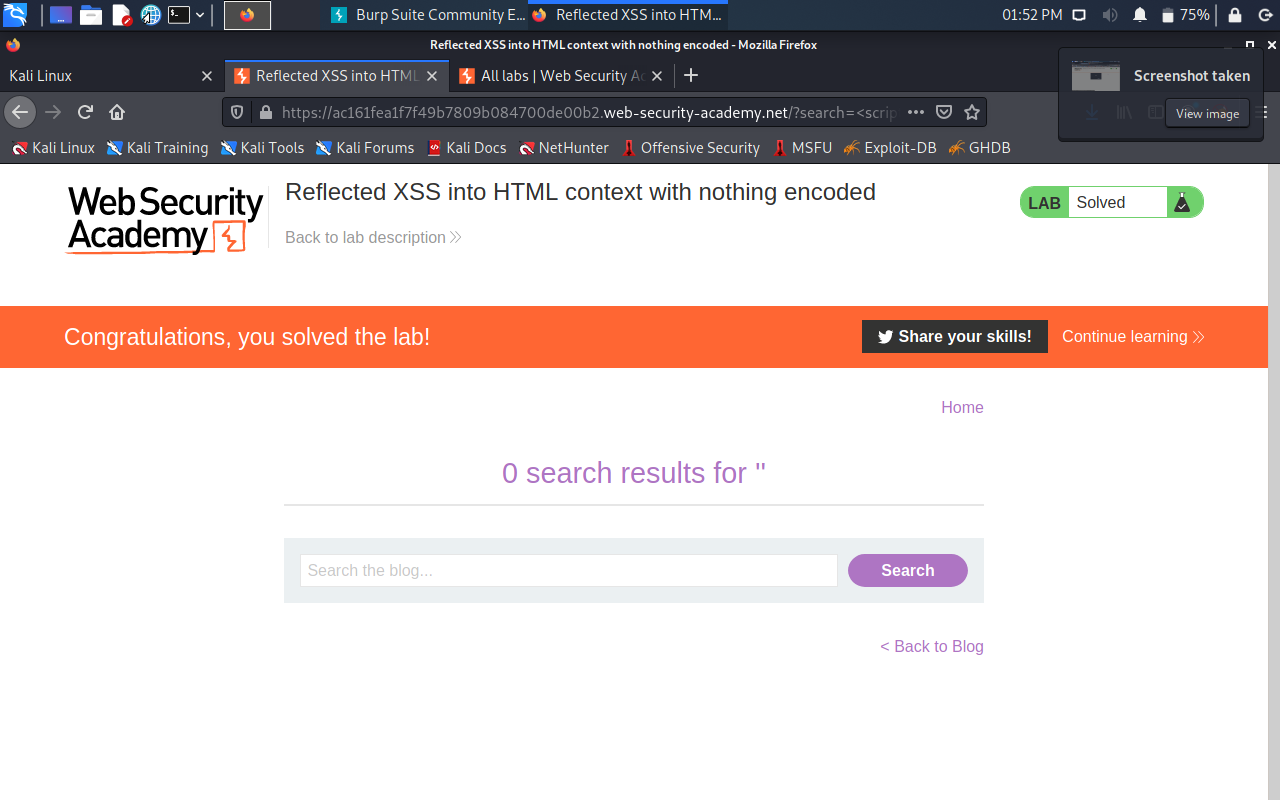 Burp Suite Community E...
Reflected XSS into HTM...
01:52 PM
75%
Reflected XSS into HTML context with nothing encoded - Mozilla Firefox
Kali Linux
Reflected XSS into HTML
All labs | Web Security Ac
Screenshot taken
View image
https://ac161fea1f7f49b7809b084700de00b2.web-security-academy.net/?search=<scrip
Kali Linux
Kali Training
Kali Tools
Kali Forums
Kali Docs
NetHunter
Offensive Security
MSFU
Exploit-DB
GHDB
Web Security
Academy
Reflected XSS into HTML context with nothing encoded
Back to lab description
LAB
Solved
Congratulations, you solved the lab!
Share your skills!
Continue learning
Home
0 search results for ''
Search the blog...
Search
< Back to Blog